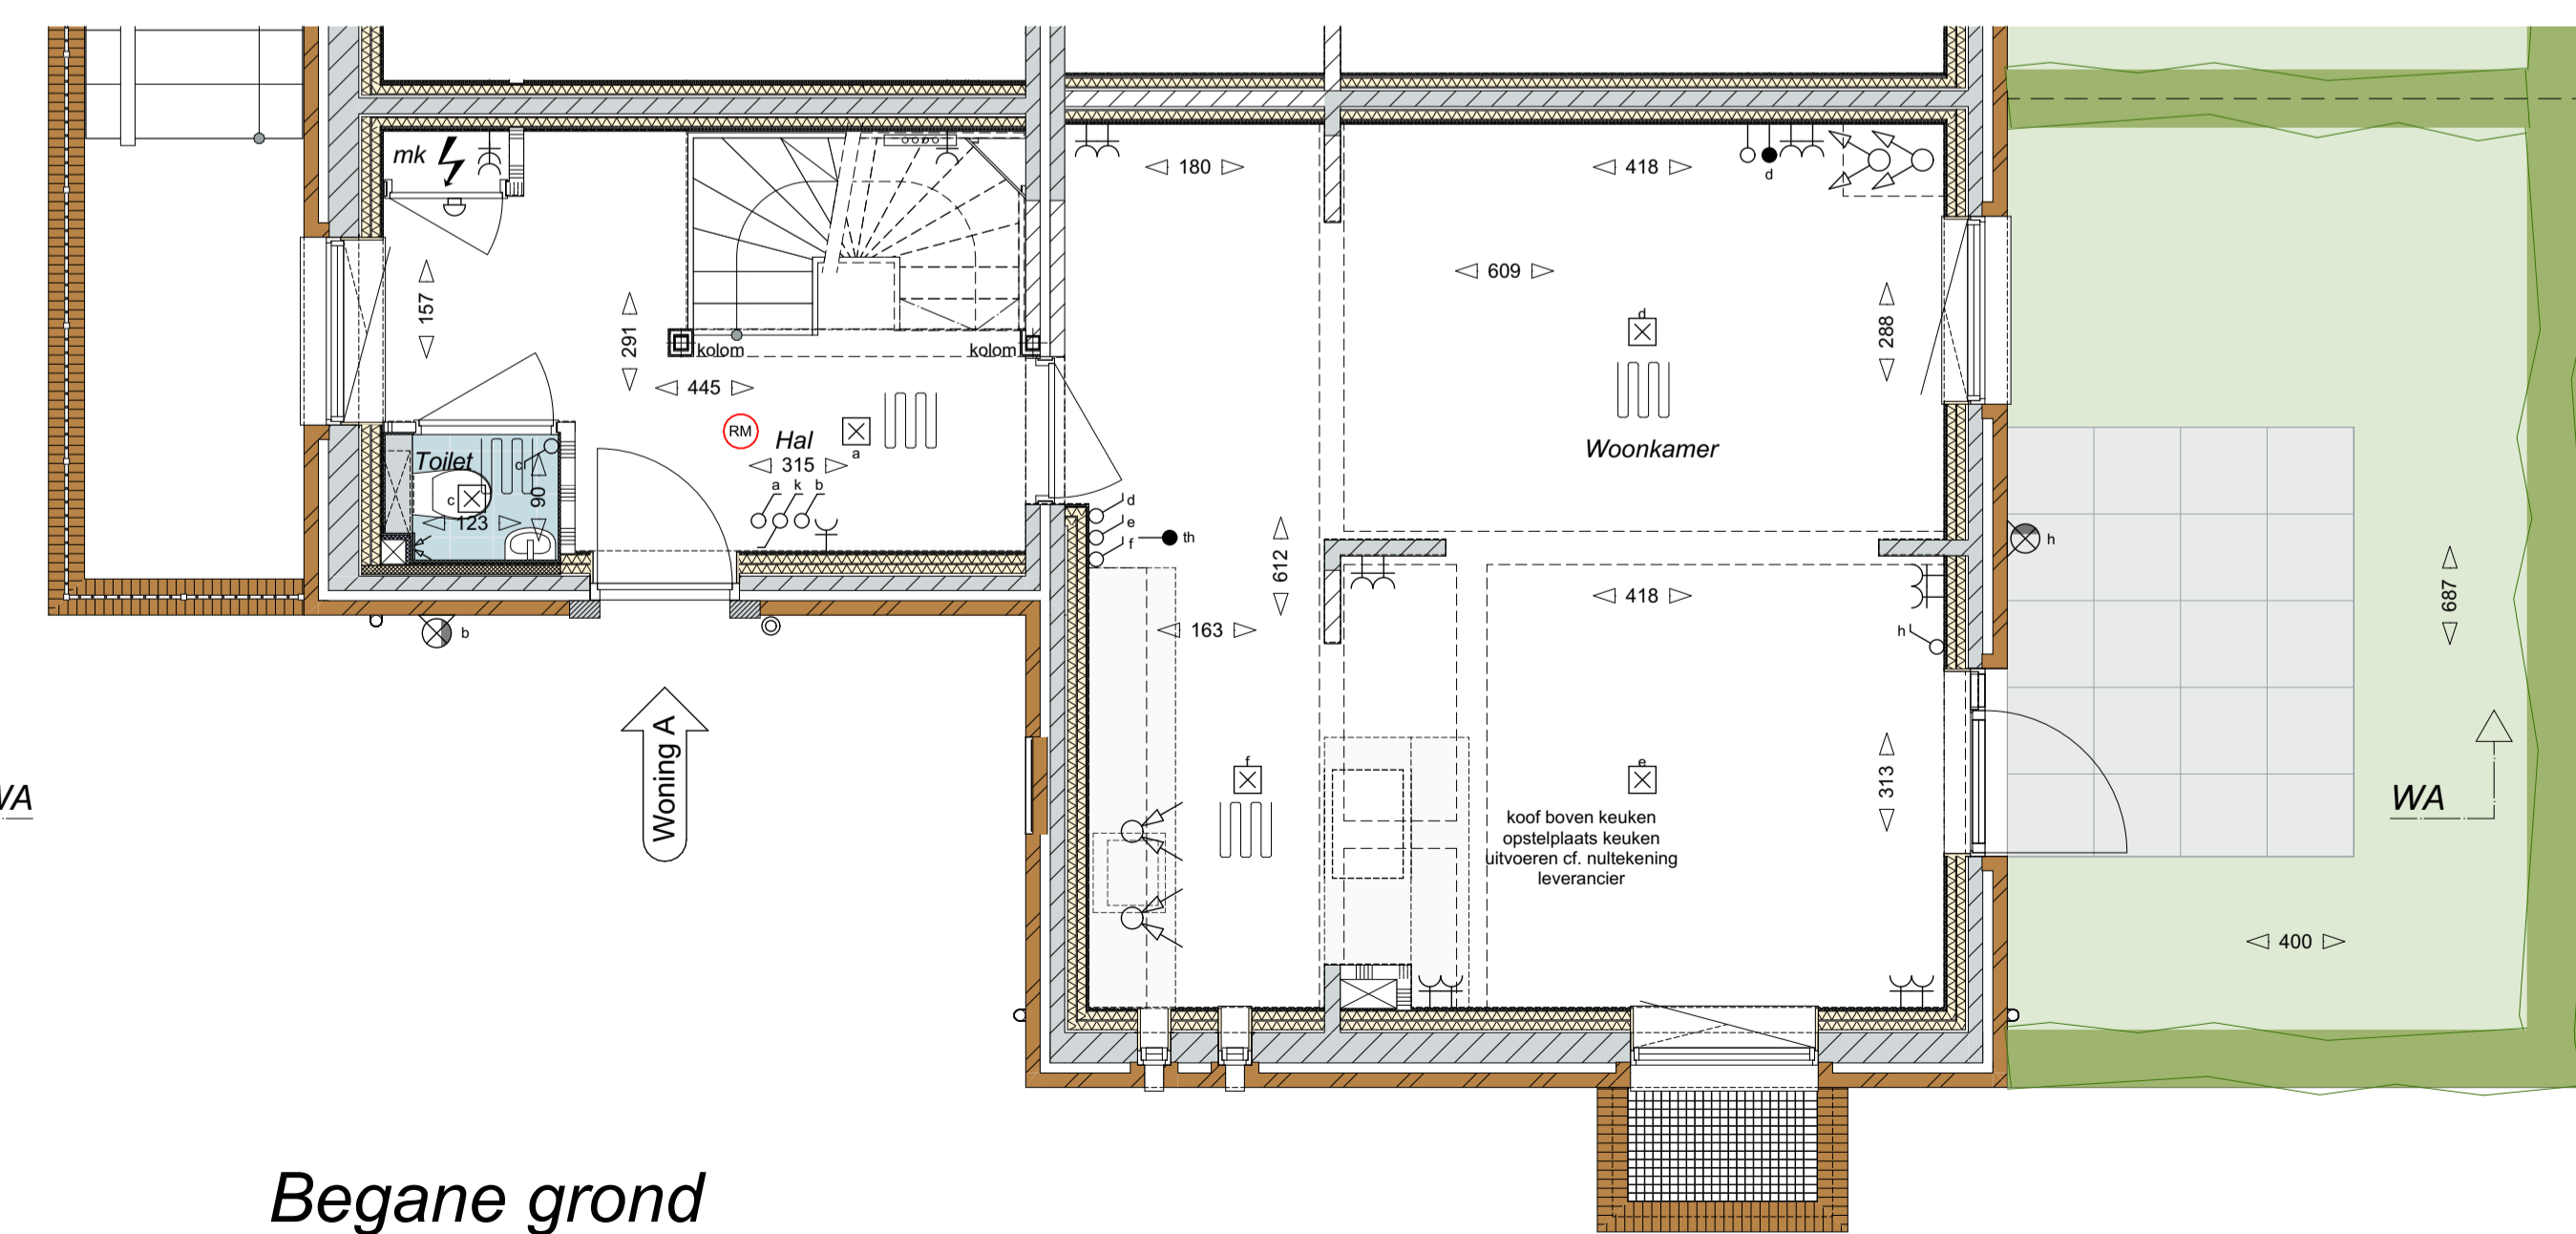 mk
180
418
d
609
157
291
288
d
kolom
kolom
445
RM
Hal
a
315
Woonkamer
Toilet
c
c
90
123
a k b
d
e
f
th
h
612
418
687
163
b
h
Woning A
f
e
313
WA
WA
koof boven keuken
opstelplaats keuken
uitvoeren cf. nultekening
leverancier
400
Begane grond